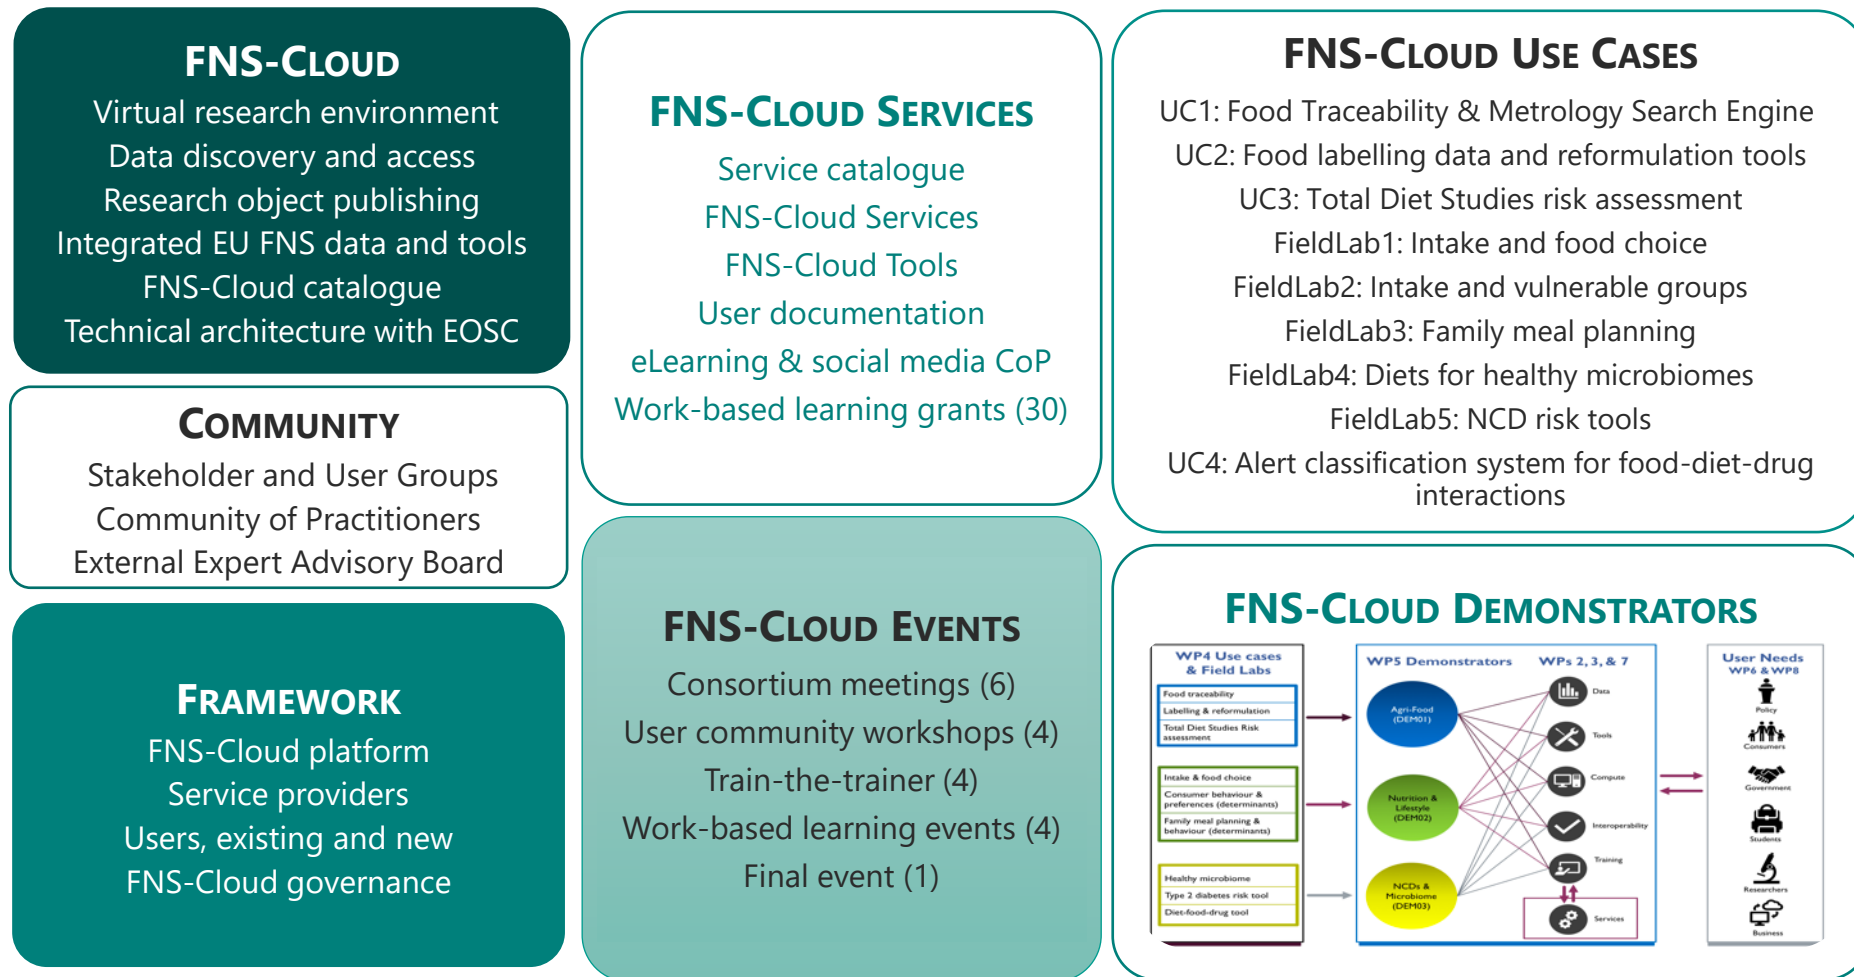 FNS-Cloud
Virtual research environment
Data discovery and access
Research object publishing
Integrated EU FNS data and tools
FNS-Cloud catalogue
Technical architecture with EOSC
Community
Stakeholder and User Groups
Community of Practitioners
External Expert Advisory Board
Framework
FNS-Cloud platform
Service providers
Users, existing and new
FNS-Cloud governance
FNS-Cloud Services
Service catalogue
FNS-Cloud Services
FNS-Cloud Tools
User documentation
eLearning & social media CoP
Work-based learning grants (30)
FNS-Cloud Events
Consortium meetings (6)
User community workshops (4)
Train-the-trainer (4)
Work-based learning events (4)
Final event (1)
FNS-Cloud Use Cases
UC1: Food Traceability & Metrology Search Engine
UC2: Food labelling data and reformulation tools
UC3: Total Diet Studies risk assessment
FieldLab1: Intake and food choice
FieldLab2: Intake and vulnerable groups
FieldLab3: Family meal planning
FieldLab4: Diets for healthy microbiomes
FieldLab5: NCD risk tools
UC4: Alert classification system for food-diet-drug
interactions
FNS-Cloud Demonstrators
WP4 Use cases
& Field Labs
Food traceability
Labelling & reformulation
Total Diet Studies Risk
assessment
Intake & food choice
Consumer behaviour &
preferences (determinants)
Family meal planning &
behaviour (determinants)
Healthy microbiome
Type 2 diabetes risk tool
Diet-food-drug tool
WP5 Demonstrators
Agri-Food
(DEM01)
Nutrition &
Lifestyle
(DEM02)
NCDs &
Microbiome
(DEM03)
WPs 2, 3, & 7
Data
Tools
Compute
Interoperability
Training
Services
User Needs
WP6 & WP8
Policy
Consumers
Government
Students
Researchers
Business